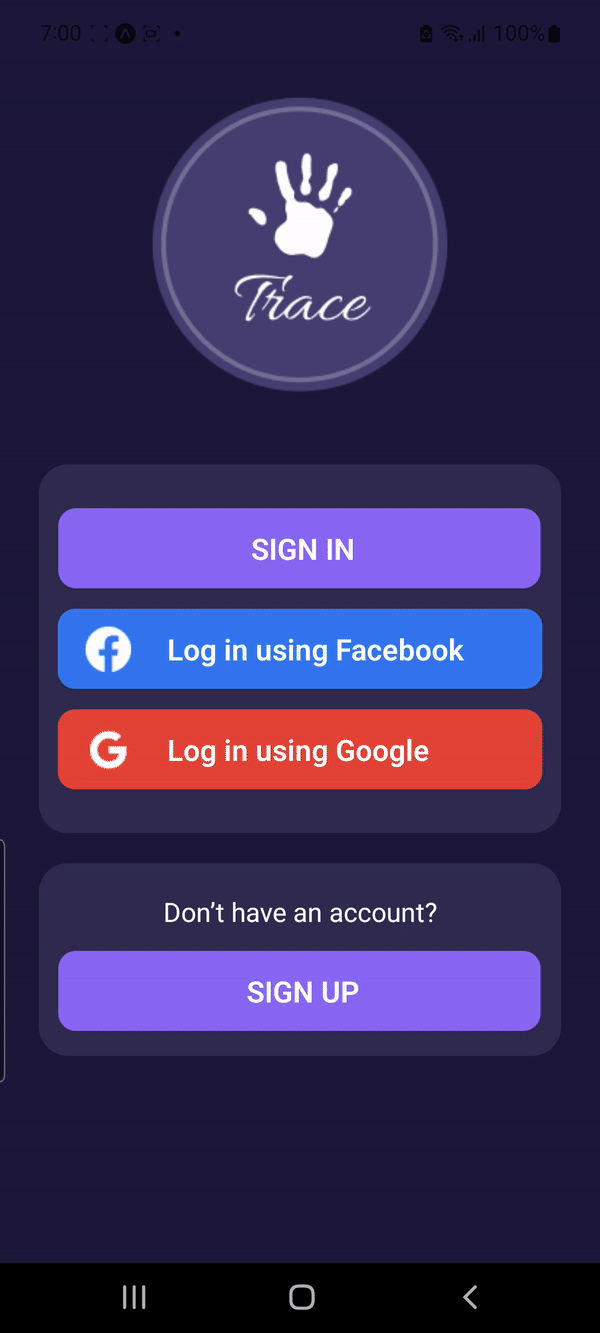 7:00 100%
Trace
SIGN IN
Log in using Facebook
Log in using Google
Don’t have an account?
SIGN UP